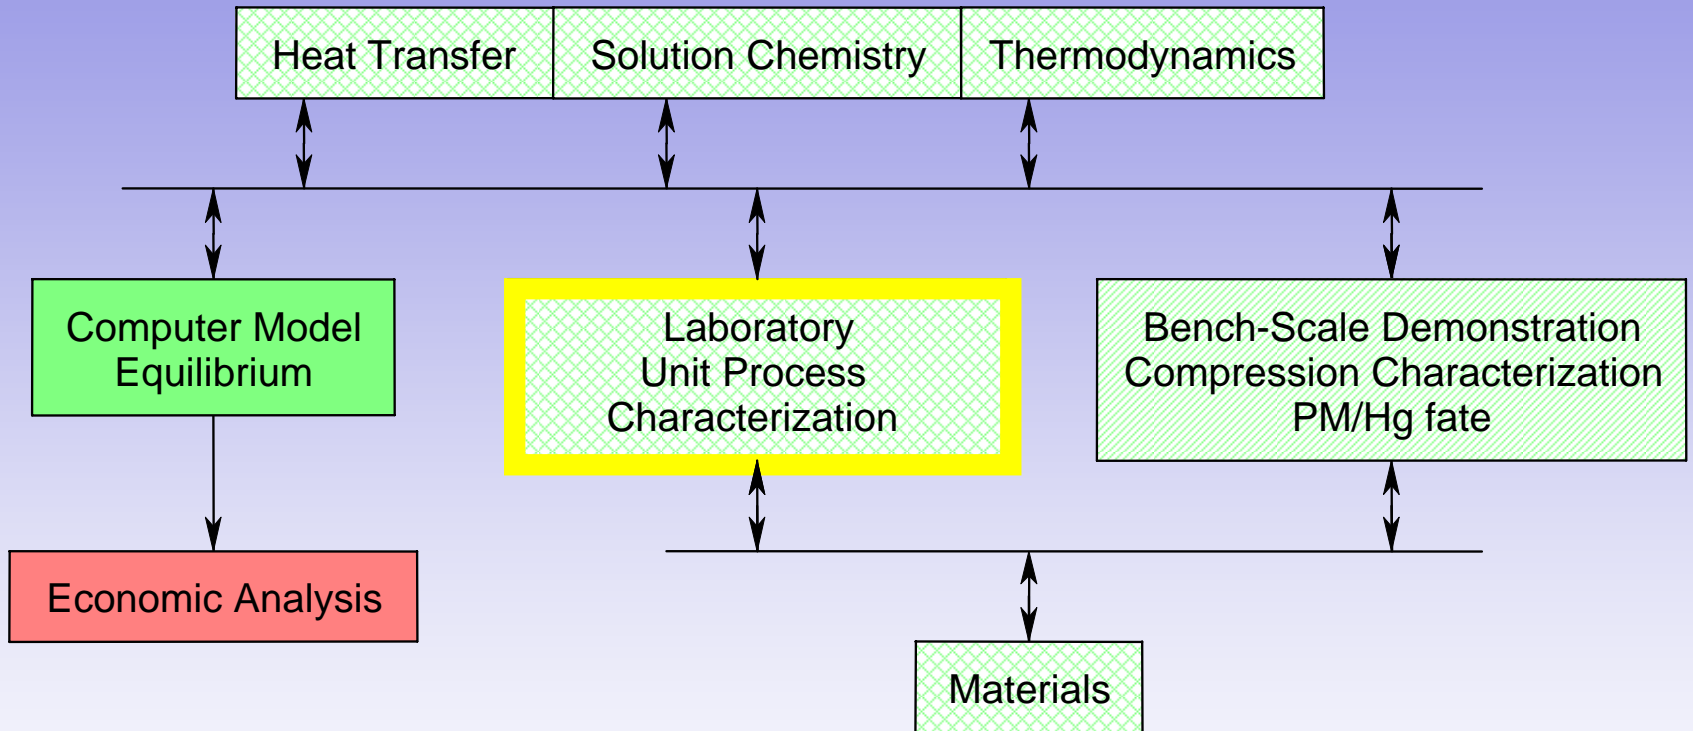 Heat Transfer
Solution Chemistry
Thermodynamics
Computer Model
Equilibrium
Laboratory
Unit Process
Characterization
Bench-Scale Demonstration
Compression Characterization
PM/Hg fate
Economic Analysis
Materials